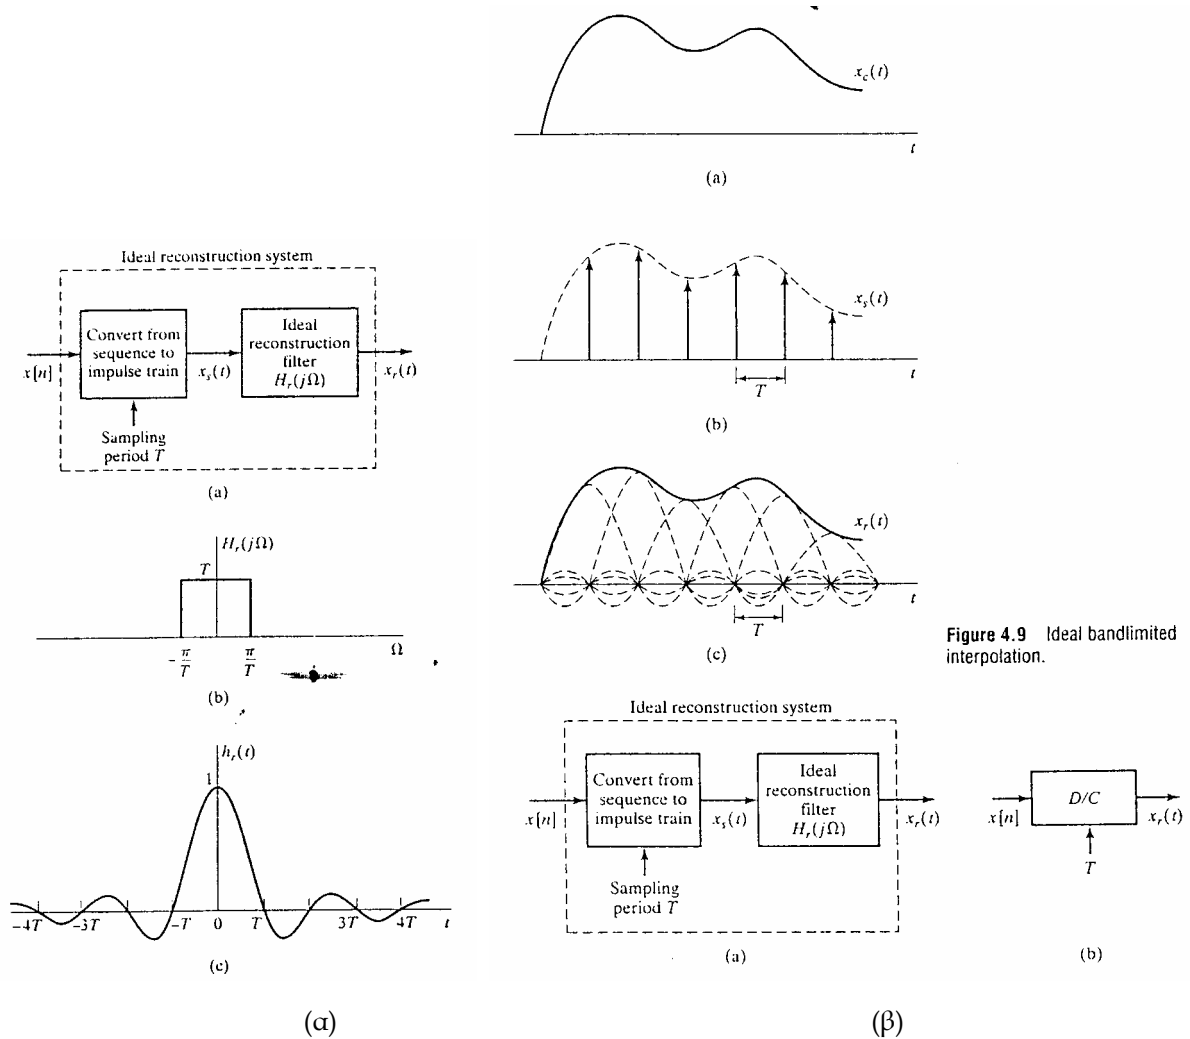 Ideal reconstruction system
Convert from
sequence to
impulse train
Ideal
reconstruction
filter
H_r(jΩ)
x[n]
x_s(t)
x_r(t)
Sampling
period T
(a)
H_r(jΩ)
T
-π/T
π/T
Ω
(b)
h_r(t)
1
-4T
-3T
-T
0
T
3T
4T
t
(c)
(α)
x_c(t)
t
(a)
x_s(t)
t
T
(b)
x_r(t)
t
T
(c)
Figure 4.9 Ideal bandlimited
interpolation.
Ideal reconstruction system
Convert from
sequence to
impulse train
Ideal
reconstruction
filter
H_r(jΩ)
x[n]
x_s(t)
x_r(t)
Sampling
period T
(a)
D/C
x[n]
x_r(t)
T
(b)
(β)